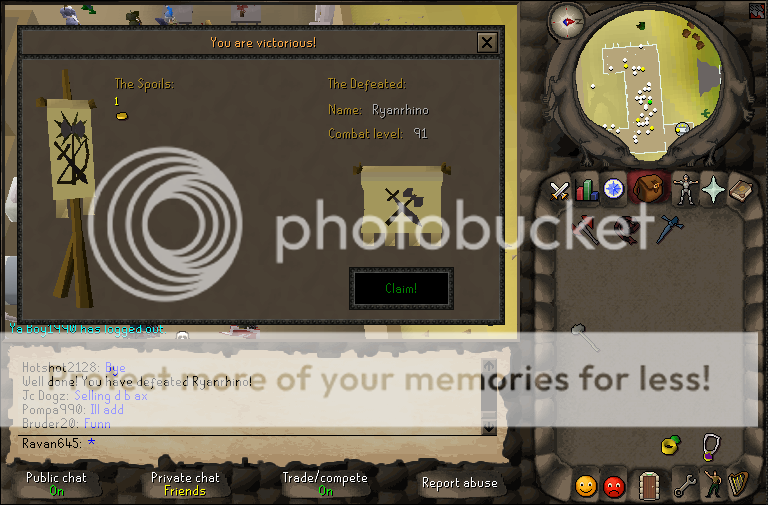 You are victorious!
The Spoils:
1
The Defeated:
Name: Ryanrhino
Combat level: 91
Claim!
photobucket
Ya Boy1990 has logged out.
Protect more of your memories for less!
Hotshot2128: Bye
Well done! You have defeated Ryanrhino!
Jc Dogz: Selling d b ax
Pompa990: Ill add
Bruder20: Funn
Ravan645: *
Public chat
On
Private chat
Friends
Trade/compete
On
Report abuse